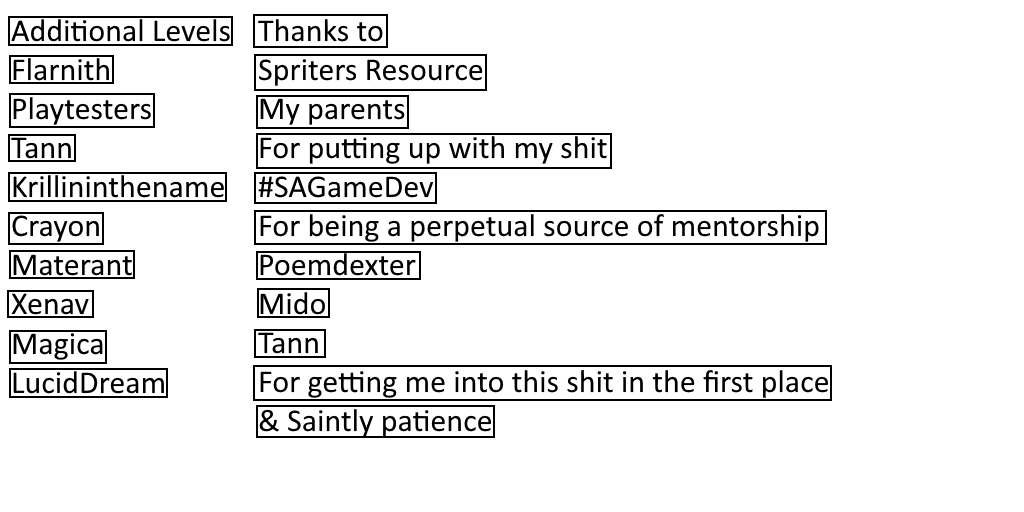 Additional Levels
Flarnith
Playtesters
Tann
Krillininthename
Crayon
Materant
Xenav
Magica
LucidDream
Thanks to
Spriters Resource
My parents
For putting up with my shit
#SAGameDev
For being a perpetual source of mentorship
Poemdexter
Mido
Tann
For getting me into this shit in the first place
& Saintly patience